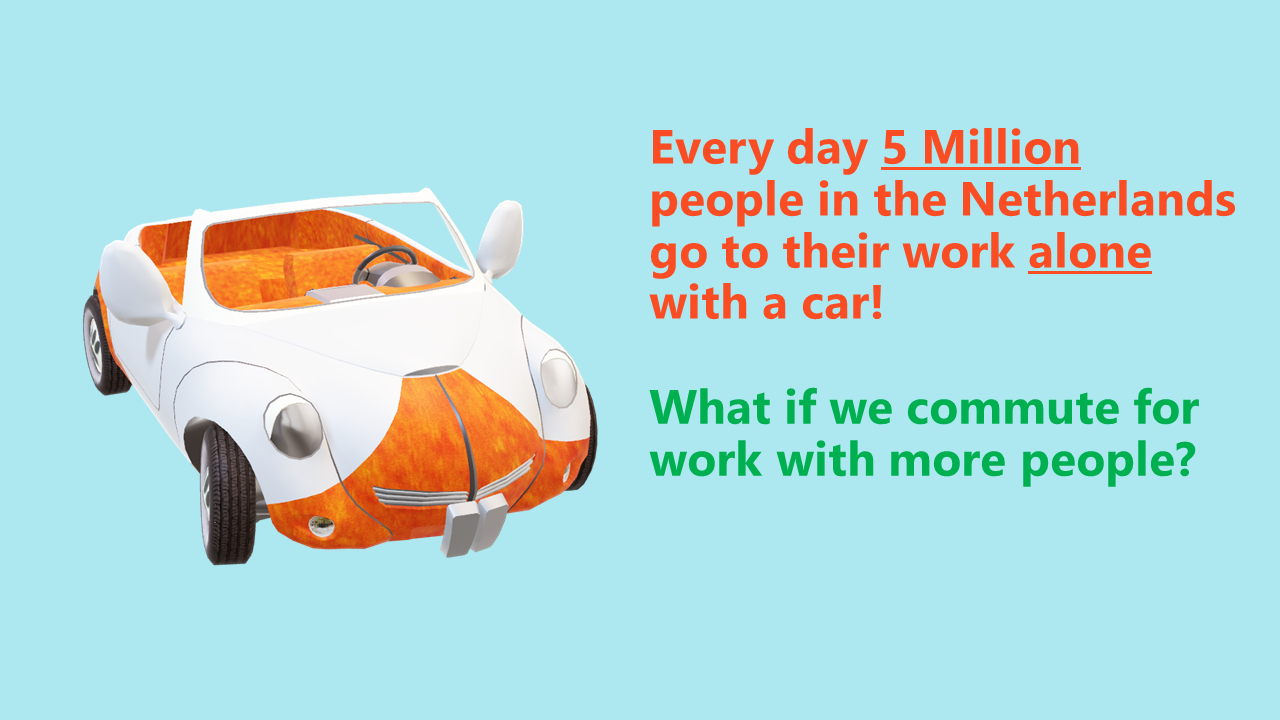 Every day 5 Million
people in the Netherlands
go to their work alone
with a car!
What if we commute for
work with more people?